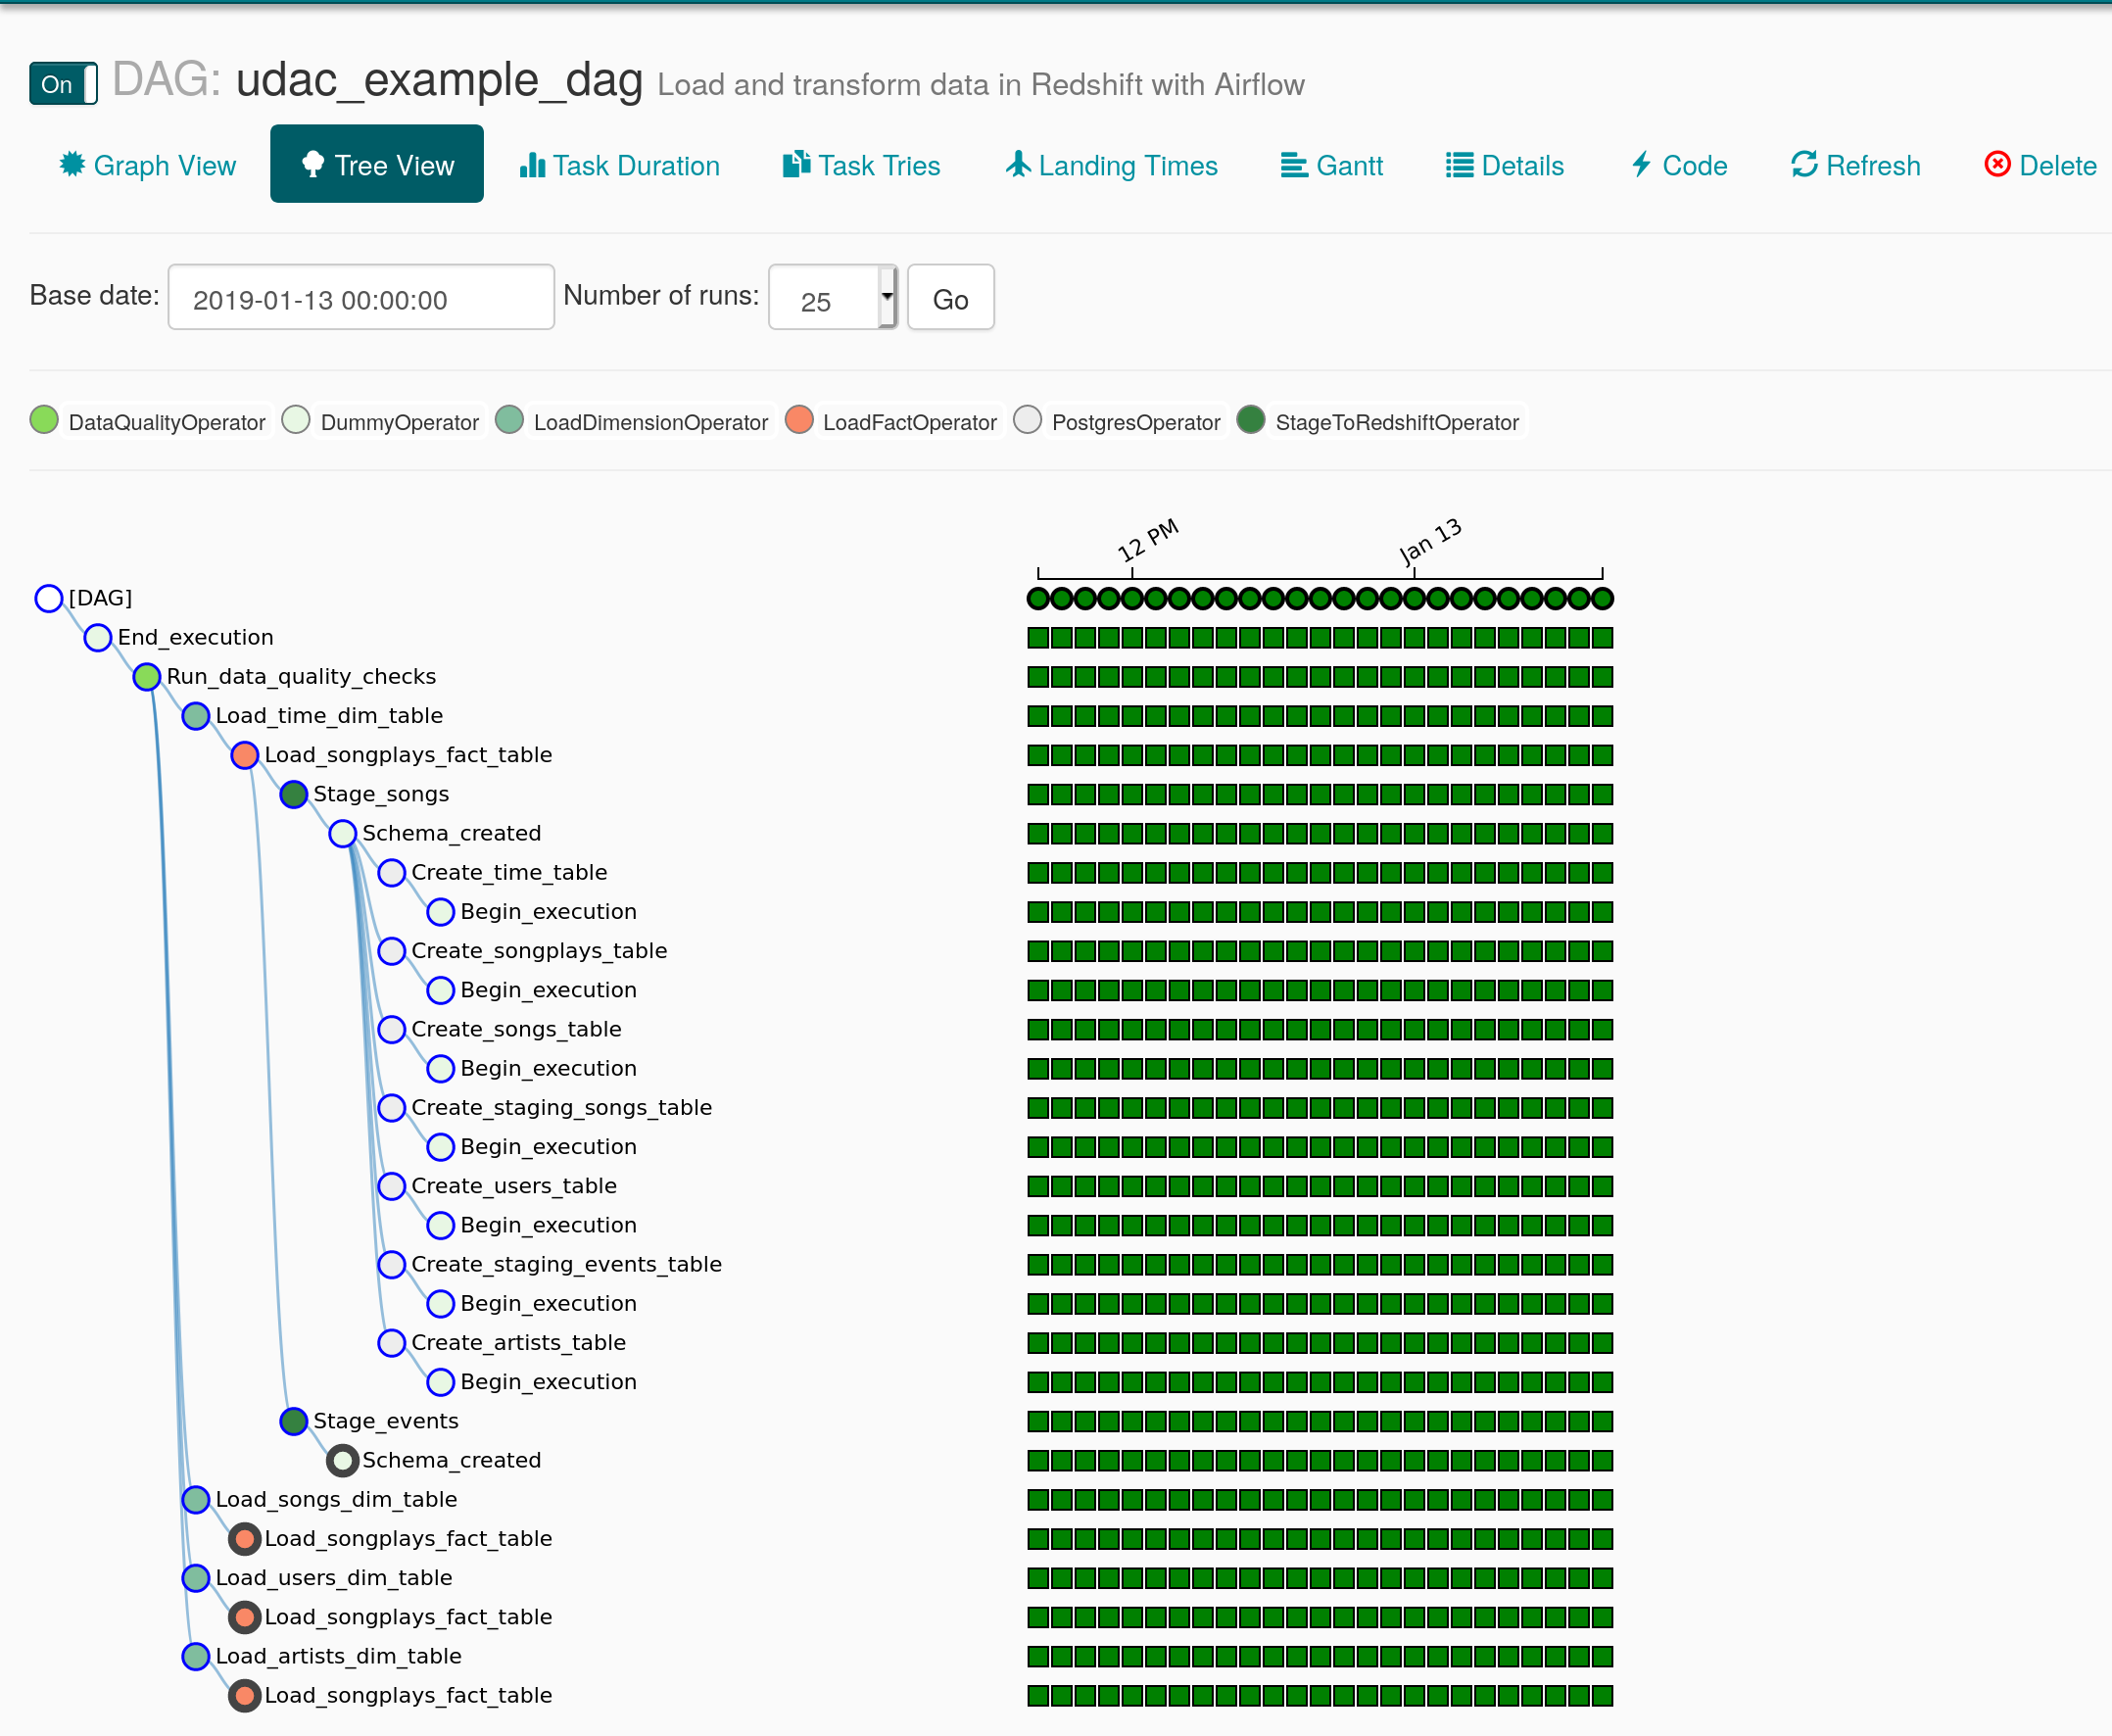 On DAG: udac_example_dag Load and transform data in Redshift with Airflow
Graph View Tree View Task Duration Task Tries Landing Times Gantt Details Code Refresh Delete
Base date: 2019-01-13 00:00:00 Number of runs: 25 Go
DataQualityOperator DummyOperator LoadDimensionOperator LoadFactOperator PostgresOperator StageToRedshiftOperator
12 PM Jan 13
[DAG]
End_execution
Run_data_quality_checks
Load_time_dim_table
Load_songplays_fact_table
Stage_songs
Schema_created
Create_time_table
Begin_execution
Create_songplays_table
Begin_execution
Create_songs_table
Begin_execution
Create_staging_songs_table
Begin_execution
Create_users_table
Begin_execution
Create_staging_events_table
Begin_execution
Create_artists_table
Begin_execution
Stage_events
Schema_created
Load_songs_dim_table
Load_songplays_fact_table
Load_users_dim_table
Load_songplays_fact_table
Load_artists_dim_table
Load_songplays_fact_table